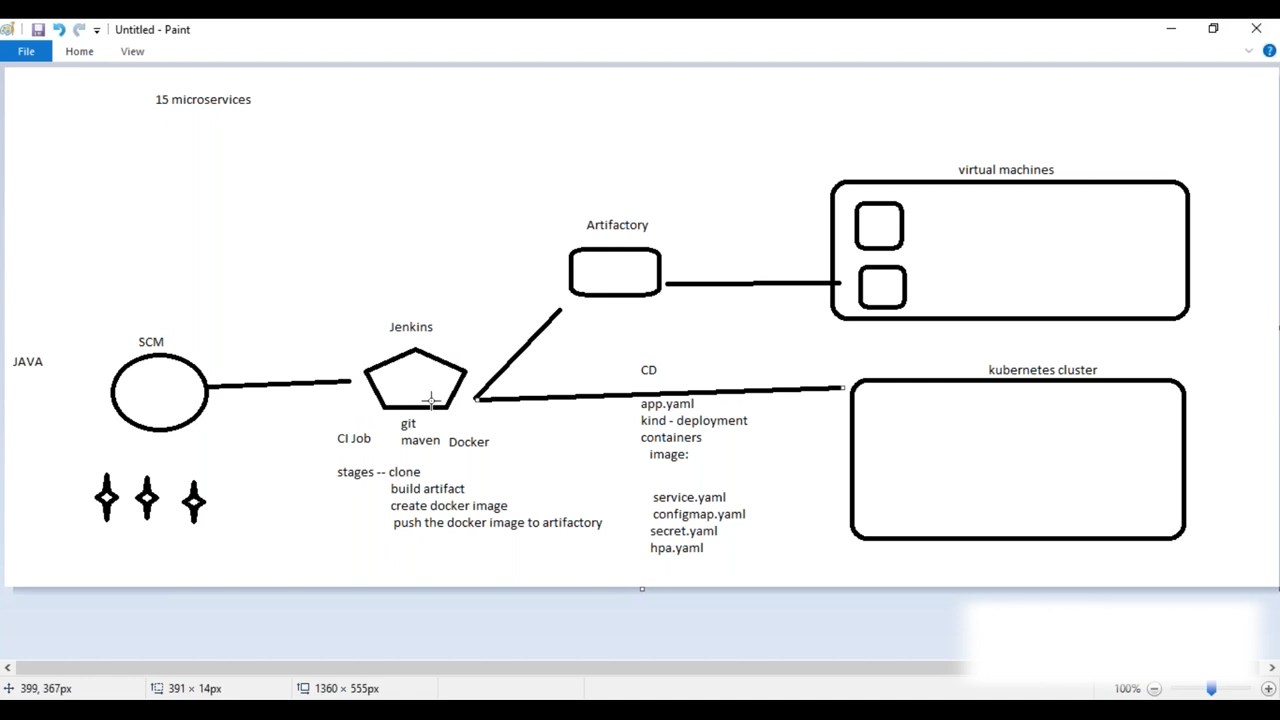 Untitled - Paint
File Home View
15 microservices
virtual machines
Artifactory
Jenkins
SCM
JAVA
CD
kubernetes cluster
app.yaml
kind - deployment
containers
image:
git
maven
Docker
CI Job
stages -- clone
build artifact
create docker image
push the docker image to artifactory
service.yaml
configmap.yaml
secret.yaml
hpa.yaml
399, 367px
391 × 14px
1360 × 555px
100%